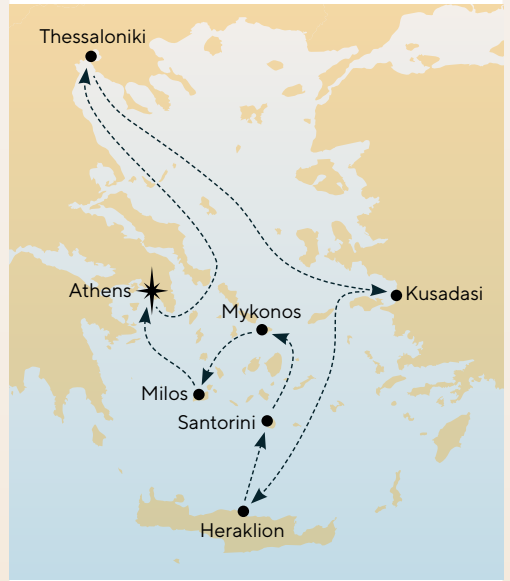 Thessaloniki
Athens
Kusadasi
Mykonos
Milos
Santorini
Heraklion